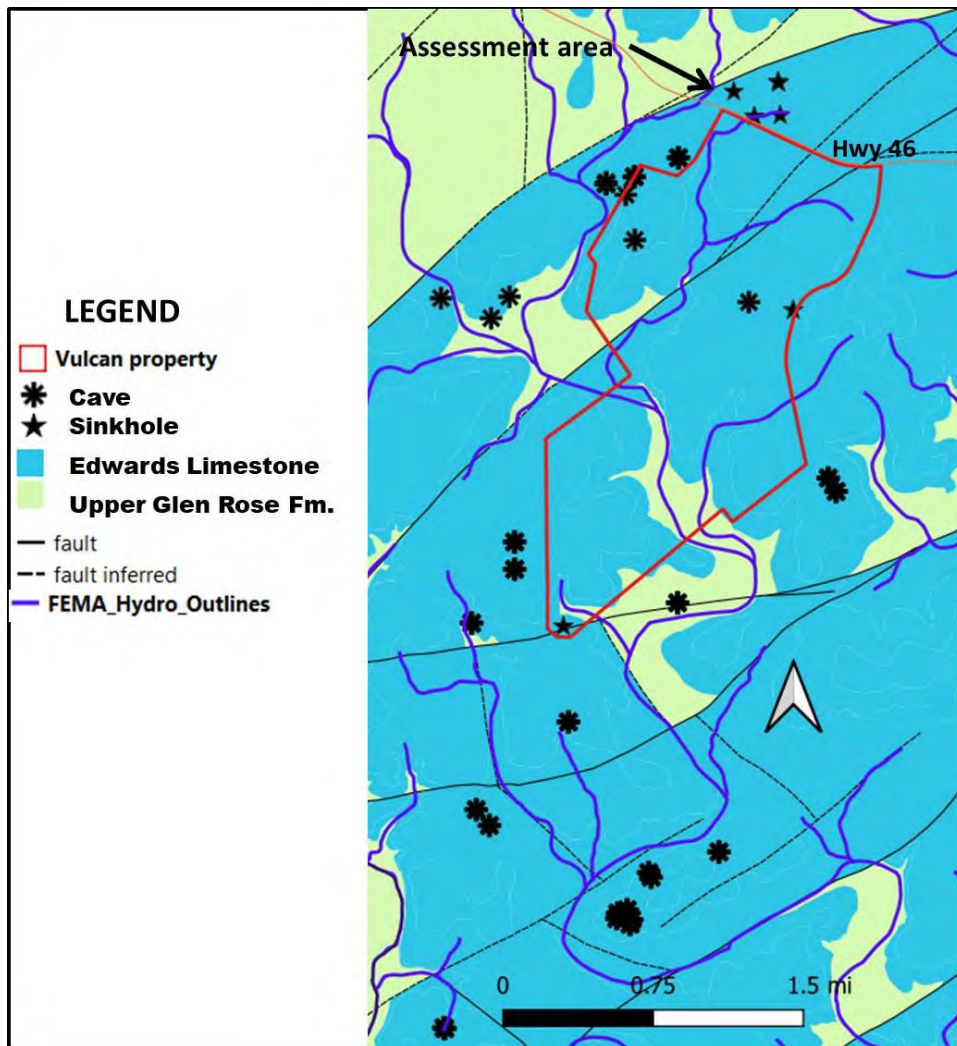 Assessment area
Hwy 46
LEGEND
Vulcan property
Cave
Sinkhole
Edwards Limestone
Upper Glen Rose Fm.
fault
fault inferred
FEMA_Hydro_Outlines
0 0.75 1.5 mi